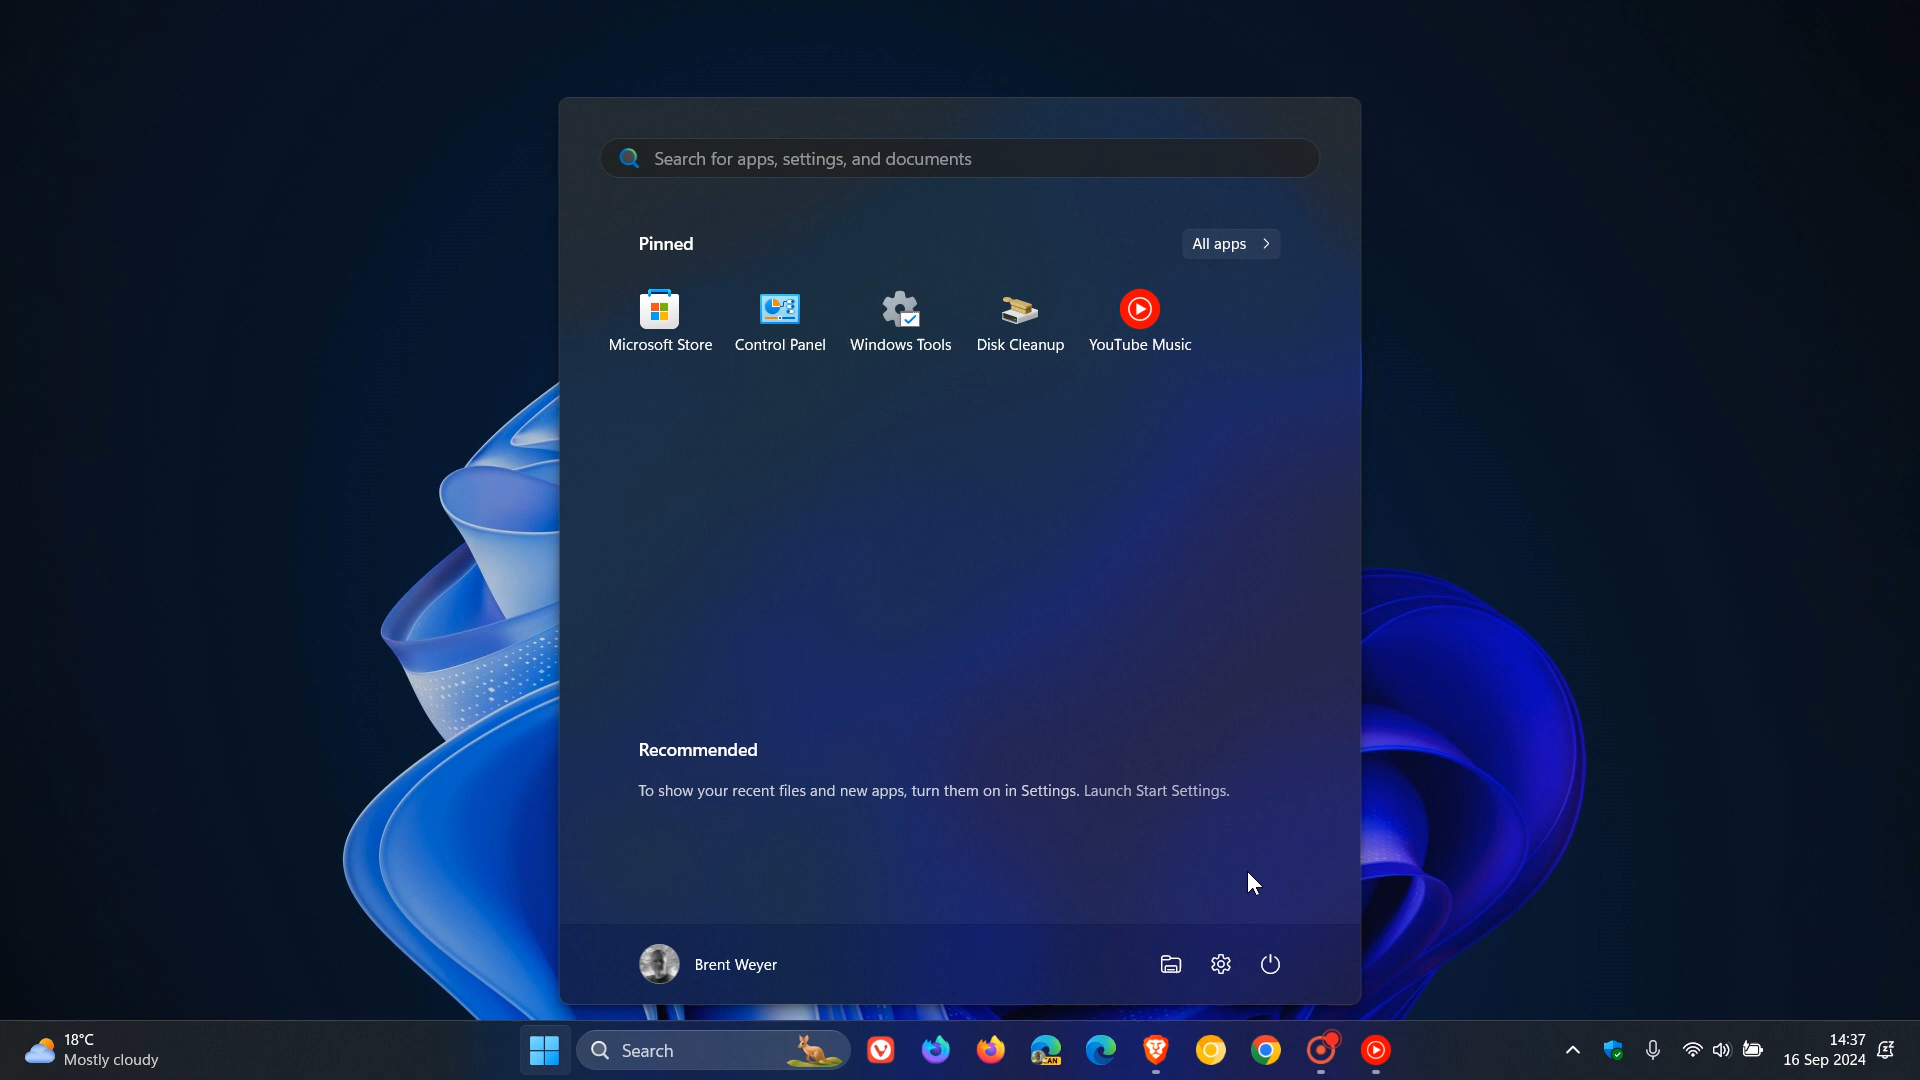 Search for apps, settings, and documents
Pinned
All apps
Microsoft Store
Control Panel
Windows Tools
Disk Cleanup
YouTube Music
Recommended
To show your recent files and new apps, turn them on in Settings. Launch Start Settings.
Brent Weyer
18°C
Mostly cloudy
Search
CAN
14:37
16 Sep 2024